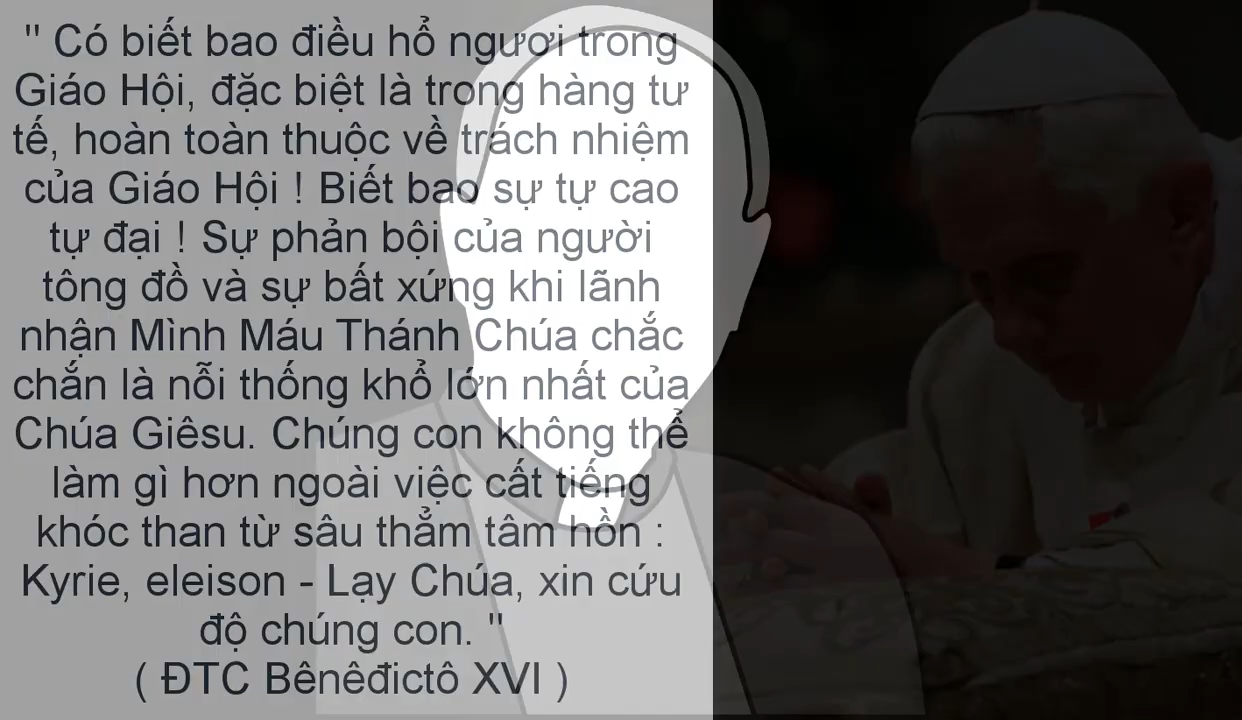 " Có biết bao điều hổ ngươi trong
Giáo Hội, đặc biệt là trong hàng tư
tế, hoàn toàn thuộc về trách nhiệm
của Giáo Hội ! Biết bao sự tự cao
tự đại ! Sự phản bội của người
tông đồ và sự bất xứng khi lãnh
nhận Mình Máu Thánh Chúa chắc
chắn là nỗi thống khổ lớn nhất của
Chúa Giêsu. Chúng con không thể
làm gì hơn ngoài việc cất tiếng
khóc than từ sâu thẳm tâm hồn :
Kyrie, eleison - Lạy Chúa, xin cứu
độ chúng con. "
( ĐTC Bênêđictô XVI )